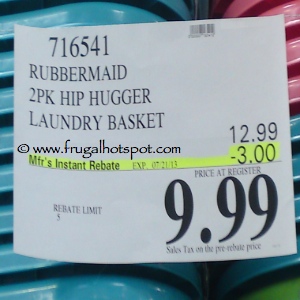 716541
RUBBERMAID
2PK HIP HUGGER
LAUNDRY BASKET
12.99
www.frugalhotspot.com
Mfr's Instant Rebate EXP. 07/21/13 -3.00
PRICE AT REGISTER
9.99
REBATE LIMIT
5
Sales Tax on the pre-rebate price